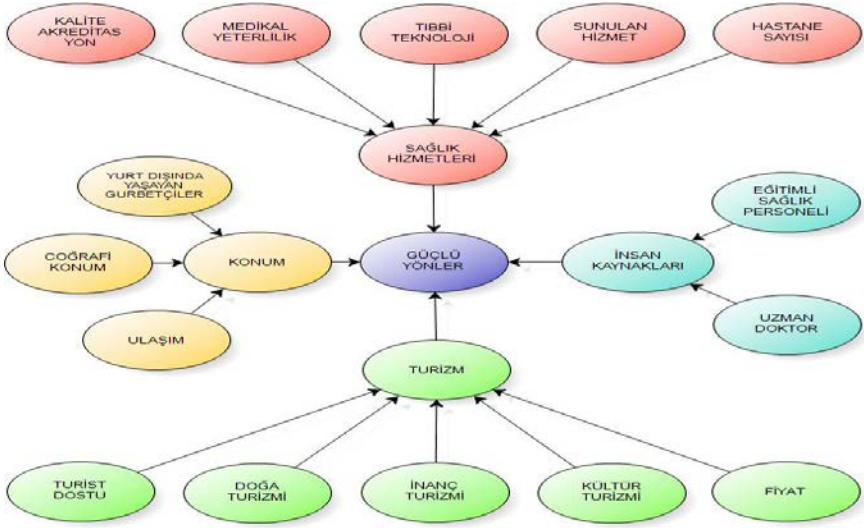 KALİTE
AKREDİTAS
YON
MEDİKAL
YETERLİLİK
TIBBİ
TEKNOLOJİ
SUNULAN
HİZMET
HASTANE
SAYISI
SAĞLIK
HİZMETLERİ
YURT DIŞINDA
YAŞAYAN
GURBETÇİLER
EĞİTİMLİ
SAĞLIK
PERSONELİ
COĞRAFİ
KONUM
KONUM
GÜÇLÜ
YÖNLER
İNSAN
KAYNAKLARI
ULAŞIM
UZMAN
DOKTOR
TURİZM
TURİST
DOSTU
DOĞA
TURİZMİ
İNANÇ
TURİZMİ
KÜLTÜR
TURİZMİ
FİYAT